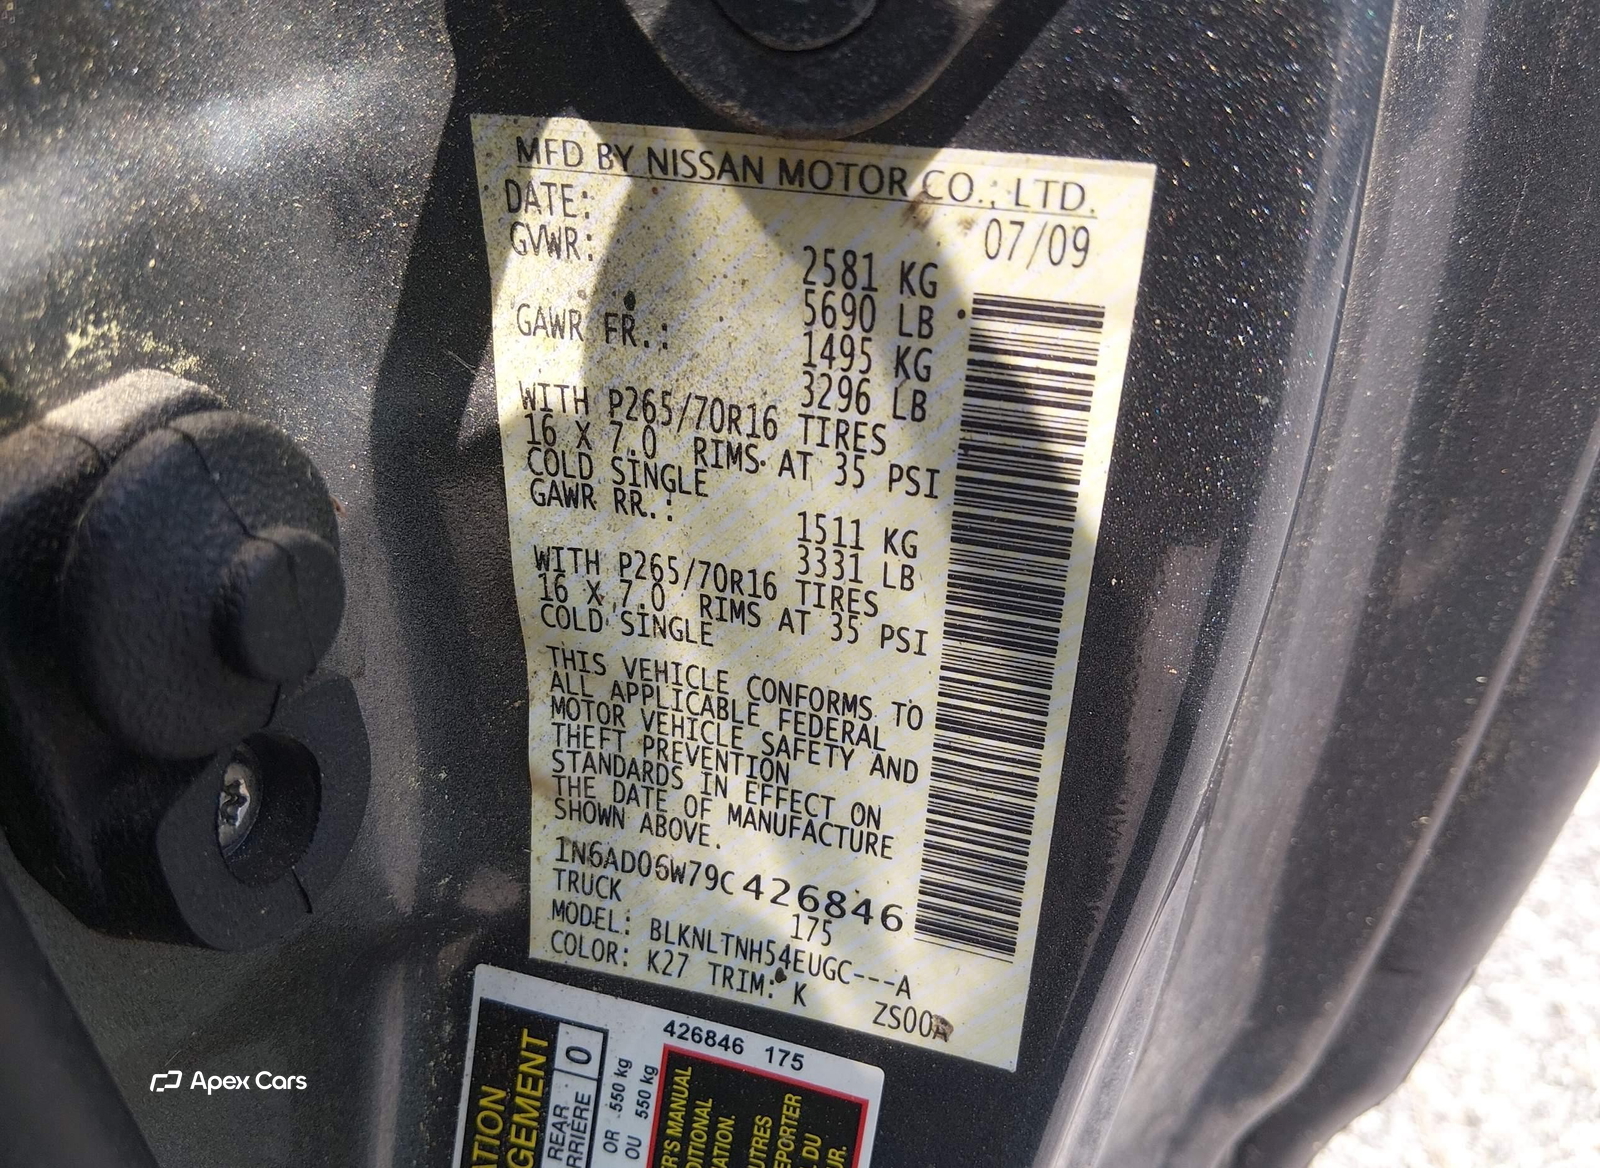 MFD BY NISSAN MOTOR CO., LTD.
DATE: 07/09
GVWR: 2581 KG
5690 LB
GAWR FR.: 1495 KG
3296 LB
WITH P265/70R16 TIRES
16 X 7.0 RIMS AT 35 PSI
COLD SINGLE
GAWR RR.: 1511 KG
3331 LB
WITH P265/70R16 TIRES
16 X 7.0 RIMS AT 35 PSI
COLD SINGLE
THIS VEHICLE CONFORMS TO
ALL APPLICABLE FEDERAL
MOTOR VEHICLE SAFETY AND
THEFT PREVENTION
STANDARDS IN EFFECT ON
THE DATE OF MANUFACTURE
SHOWN ABOVE.
1N6AD06W79C426846
TRUCK 175
MODEL: BLKNLTNH54EUGC---A
COLOR: K27 TRIM: K ZS00A
426846 175
REAR 0
OR 550 kg
OU 550 kg
Apex Cars